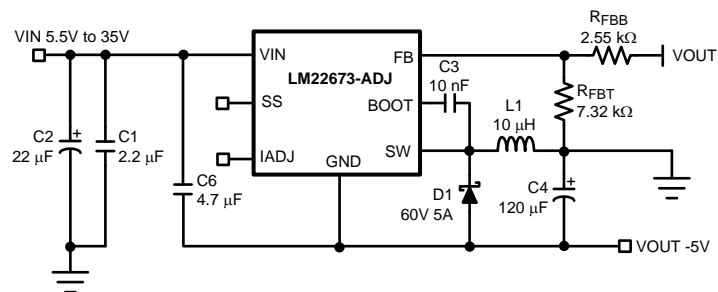 VIN 5.5V to 35V
VIN
FB
LM22673-ADJ
SS
BOOT
IADJ
GND
SW
C3
10 nF
RFBB
2.55 kΩ
VOUT
RFBT
7.32 kΩ
L1
10 μH
C2
22 μF
+
C1
2.2 μF
C6
4.7 μF
D1
60V 5A
C4
120 μF
+
VOUT -5V